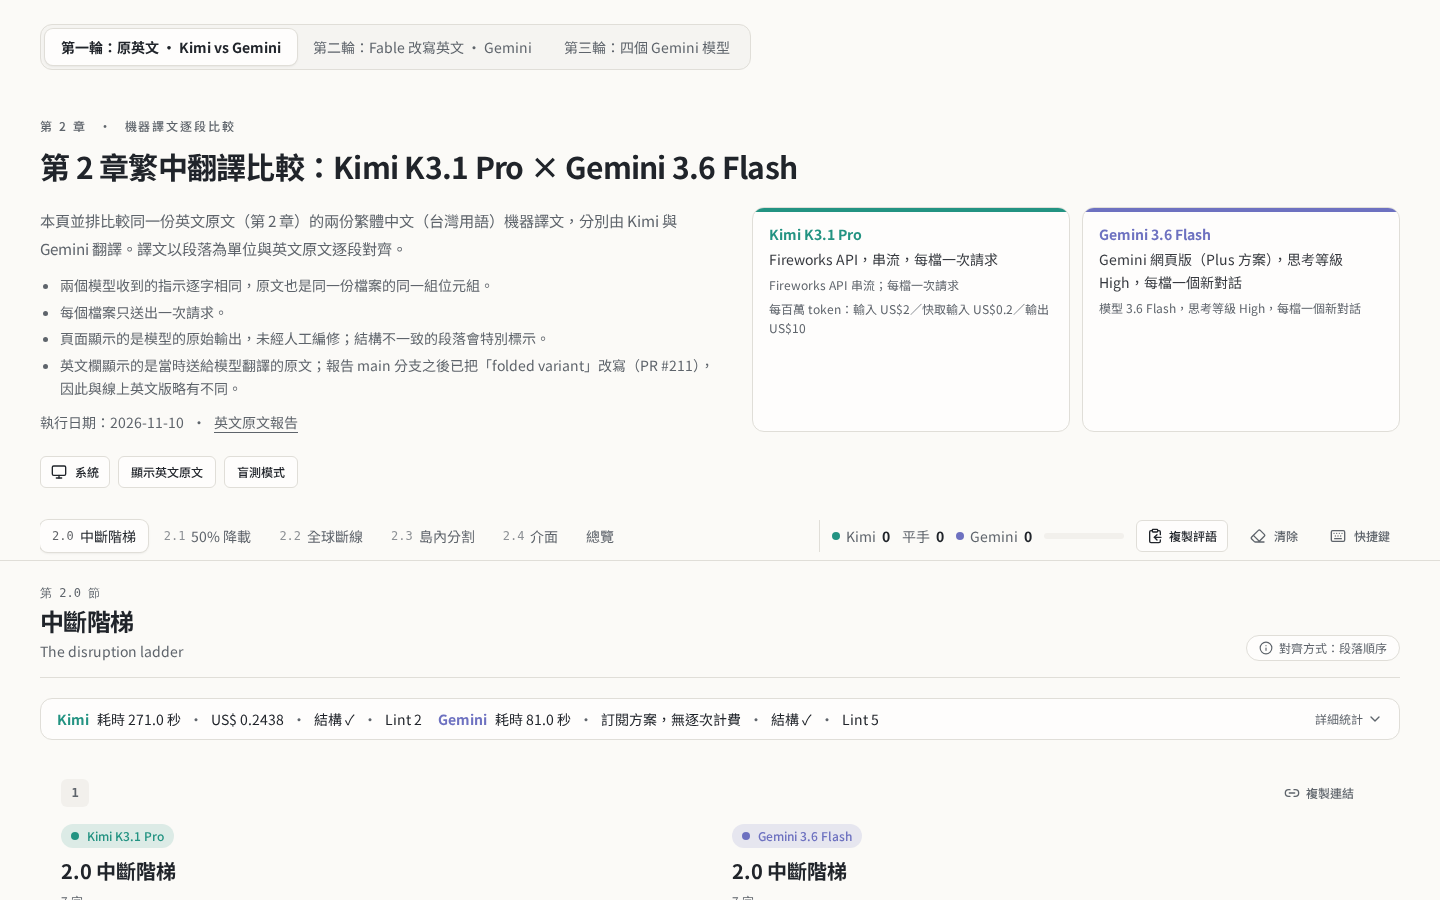 第一輪：原英文 · Kimi vs Gemini
第二輪：Fable 改寫英文 · Gemini
第三輪：四個 Gemini 模型
第 2 章 · 機器譯文逐段比較
第 2 章繁中翻譯比較：Kimi K3.1 Pro × Gemini 3.6 Flash
本頁並排比較同一份英文原文（第 2 章）的兩份繁體中文（台灣用語）機器譯文，分別由 Kimi 與
Gemini 翻譯。譯文以段落為單位與英文原文逐段對齊。
• 兩個模型收到的指示逐字相同，原文也是同一份檔案的同一組位元組。
• 每個檔案只送出一次請求。
• 頁面顯示的是模型的原始輸出，未經人工編修；結構不一致的段落會特別標示。
• 英文欄顯示的是當時送給模型翻譯的原文；報告 main 分支之後已把「folded variant」改寫（PR #211），
因此與線上英文版略有不同。
執行日期：2026-11-10 · 英文原文報告
Kimi K3.1 Pro
Fireworks API，串流，每檔一次請求
Fireworks API 串流；每檔一次請求
每百萬 token：輸入 US$2／快取輸入 US$0.2／輸出
US$10
Gemini 3.6 Flash
Gemini 網頁版（Plus 方案），思考等級
High，每檔一個新對話
模型 3.6 Flash，思考等級 High，每檔一個新對話
系統
顯示英文原文
盲測模式
2.0 中斷階梯
2.1 50% 降載
2.2 全球斷線
2.3 島內分割
2.4 介面
總覽
Kimi 0 平手 0 Gemini 0
複製評語
清除
快捷鍵
第 2.0 節
中斷階梯
The disruption ladder
對齊方式：段落順序
Kimi 耗時 271.0 秒 · US$ 0.2438 · 結構 ✓ · Lint 2 Gemini 耗時 81.0 秒 · 訂閱方案，無逐次計費 · 結構 ✓ · Lint 5
詳細統計
1
複製連結
Kimi K3.1 Pro
2.0 中斷階梯
7 字
Gemini 3.6 Flash
2.0 中斷階梯
7 字